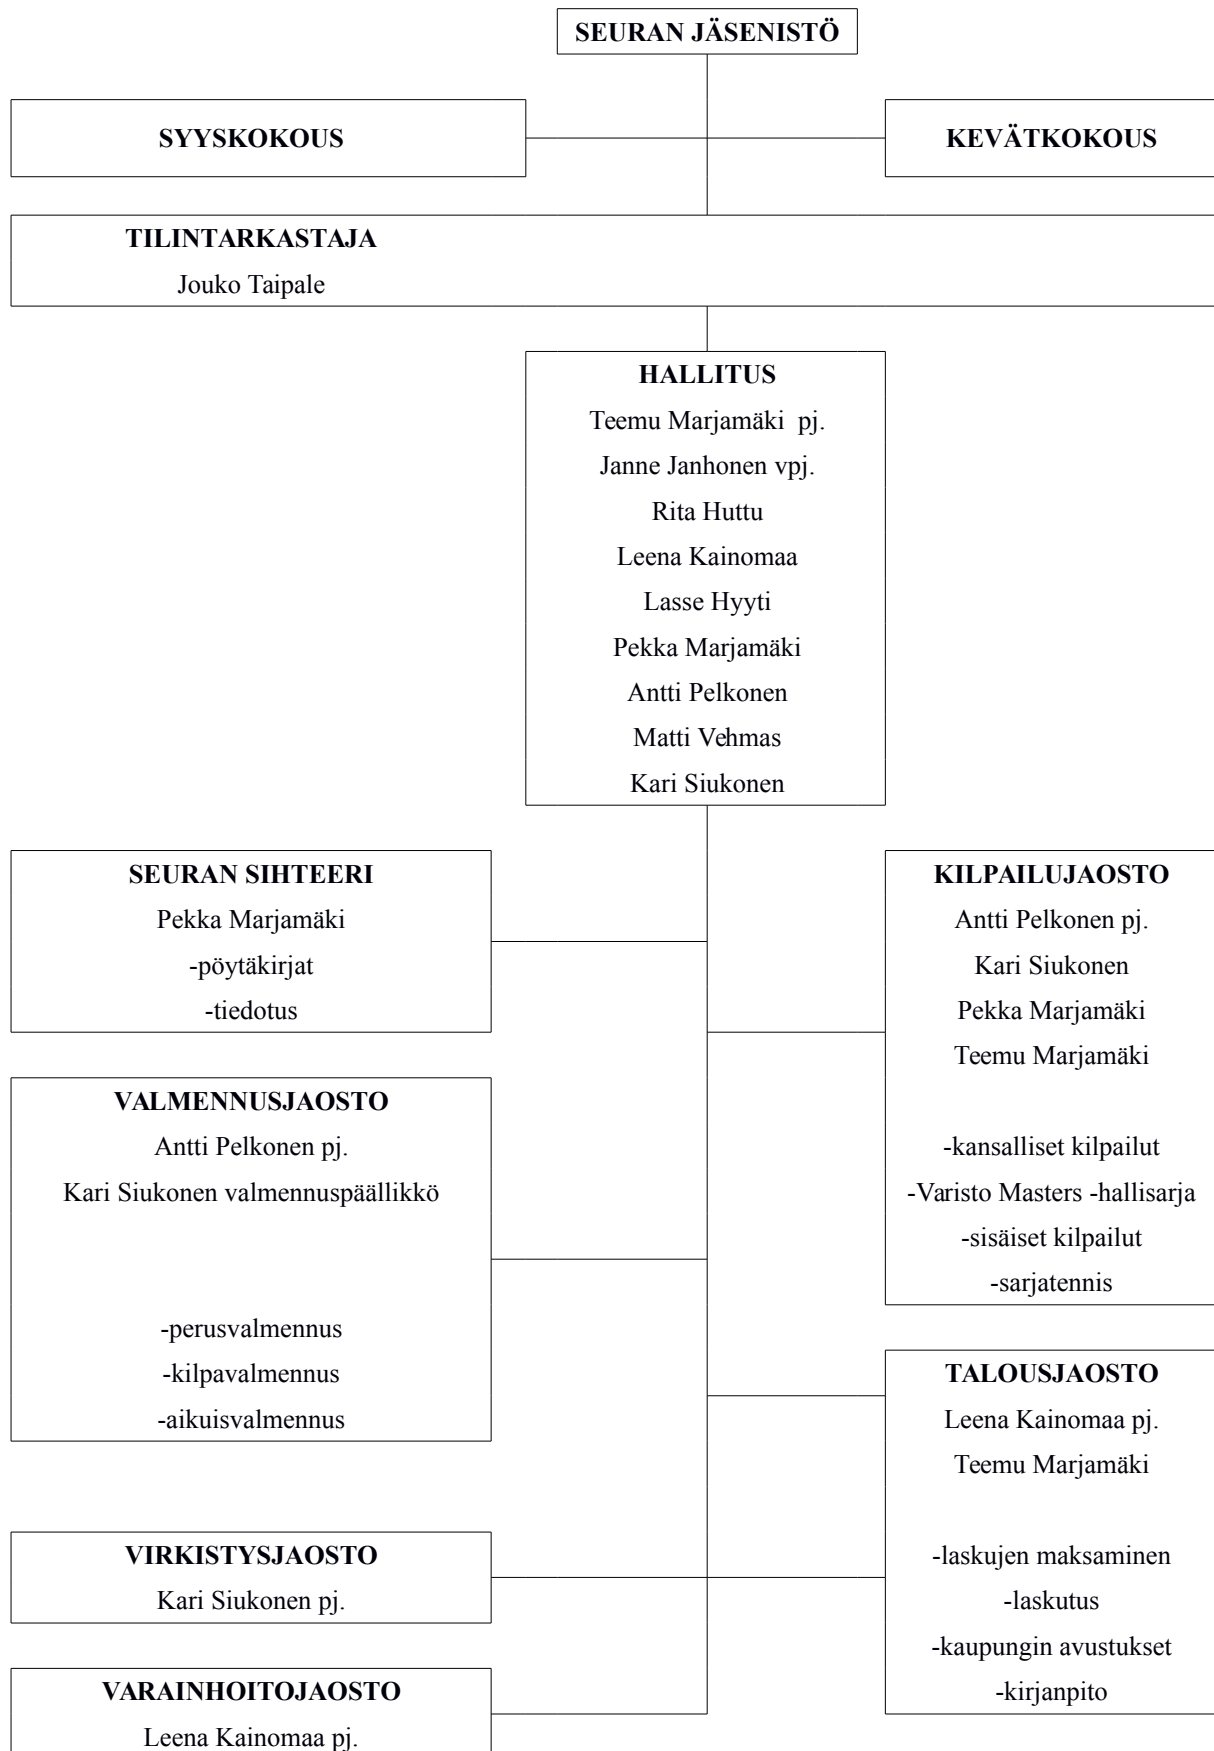 SEURAN JÄSENISTÖ
SYYSKOKOUS
KEVÄTKOKOUS
TILINTARKASTAJA
Jouko Taipale
HALLITUS
Teemu Marjamäki pj.
Janne Janhonen vpj.
Rita Huttu
Leena Kainomaa
Lasse Hyyti
Pekka Marjamäki
Antti Pelkonen
Matti Vehmas
Kari Siukonen
SEURAN SIHTEERI
Pekka Marjamäki
-pöytäkirjat
-tiedotus
KILPAILUJAOSTO
Antti Pelkonen pj.
Kari Siukonen
Pekka Marjamäki
Teemu Marjamäki
-kansalliset kilpailut
-Varisto Masters -hallisarja
-sisäiset kilpailut
-sarjatennis
VALMENNUSJAOSTO
Antti Pelkonen pj.
Kari Siukonen valmennuspäällikkö
-perusvalmennus
-kilpavalmennus
-aikuisvalmennus
TALOUSJAOSTO
Leena Kainomaa pj.
Teemu Marjamäki
-laskujen maksaminen
-laskutus
-kaupungin avustukset
-kirjanpito
VIRKISTYSJAOSTO
Kari Siukonen pj.
VARAINHOITOJAOSTO
Leena Kainomaa pj.